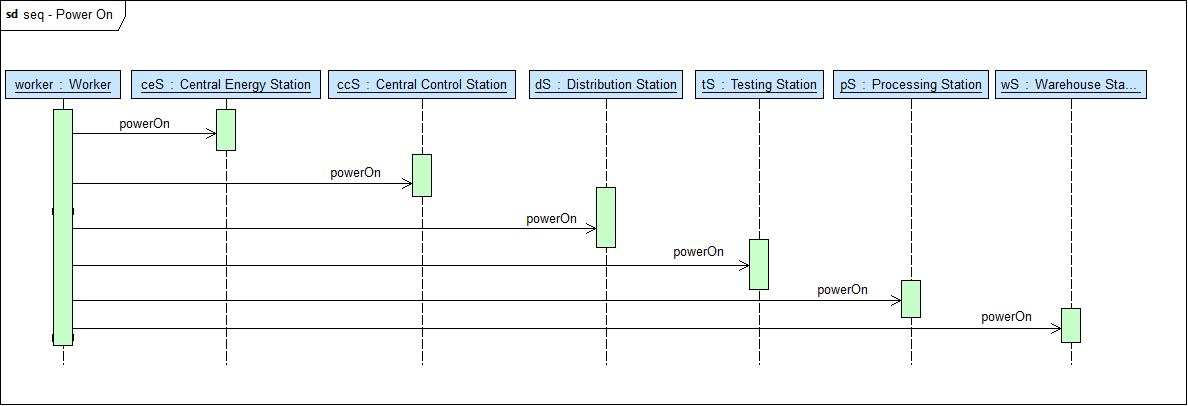 sd seq - Power On
worker : Worker
ceS : Central Energy Station
ccS : Central Control Station
dS : Distribution Station
tS : Testing Station
pS : Processing Station
wS : Warehouse Sta...
powerOn
powerOn
powerOn
powerOn
powerOn
powerOn